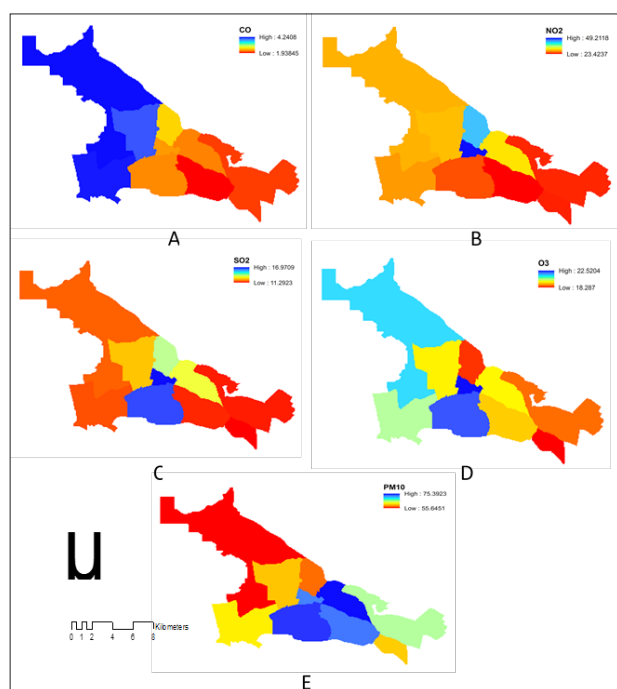 CO
High : 4.2408
Low : 1.93845
A
NO2
High : 49.2118
Low : 23.4237
B
SO2
High : 16.9709
Low : 11.2923
C
O3
High : 22.5204
Low : 18.287
D
PM10
High : 75.3923
Low : 55.6451
E
u
Kilometers
0 1 2 4 6 8